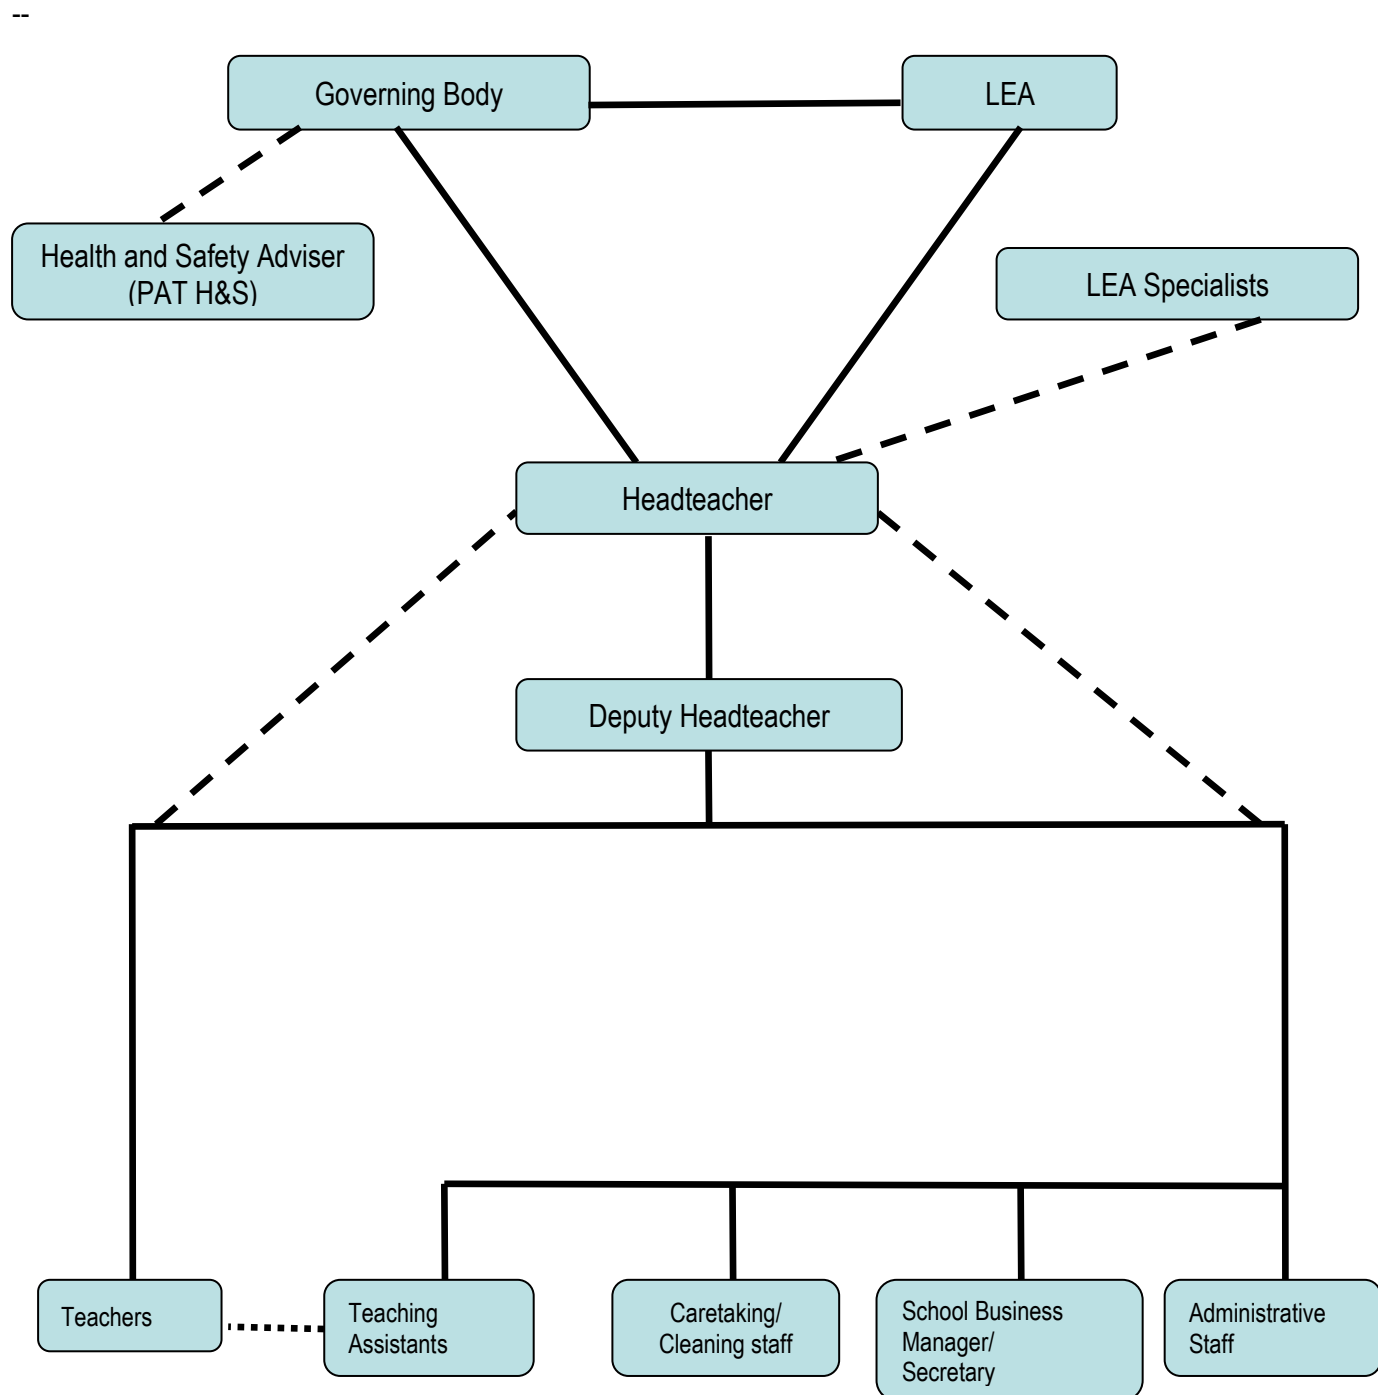 --
Governing Body
LEA
Health and Safety Adviser
(PAT H&S)
LEA Specialists
Headteacher
Deputy Headteacher
Teachers
Teaching
Assistants
Caretaking/
Cleaning staff
School Business
Manager/
Secretary
Administrative
Staff